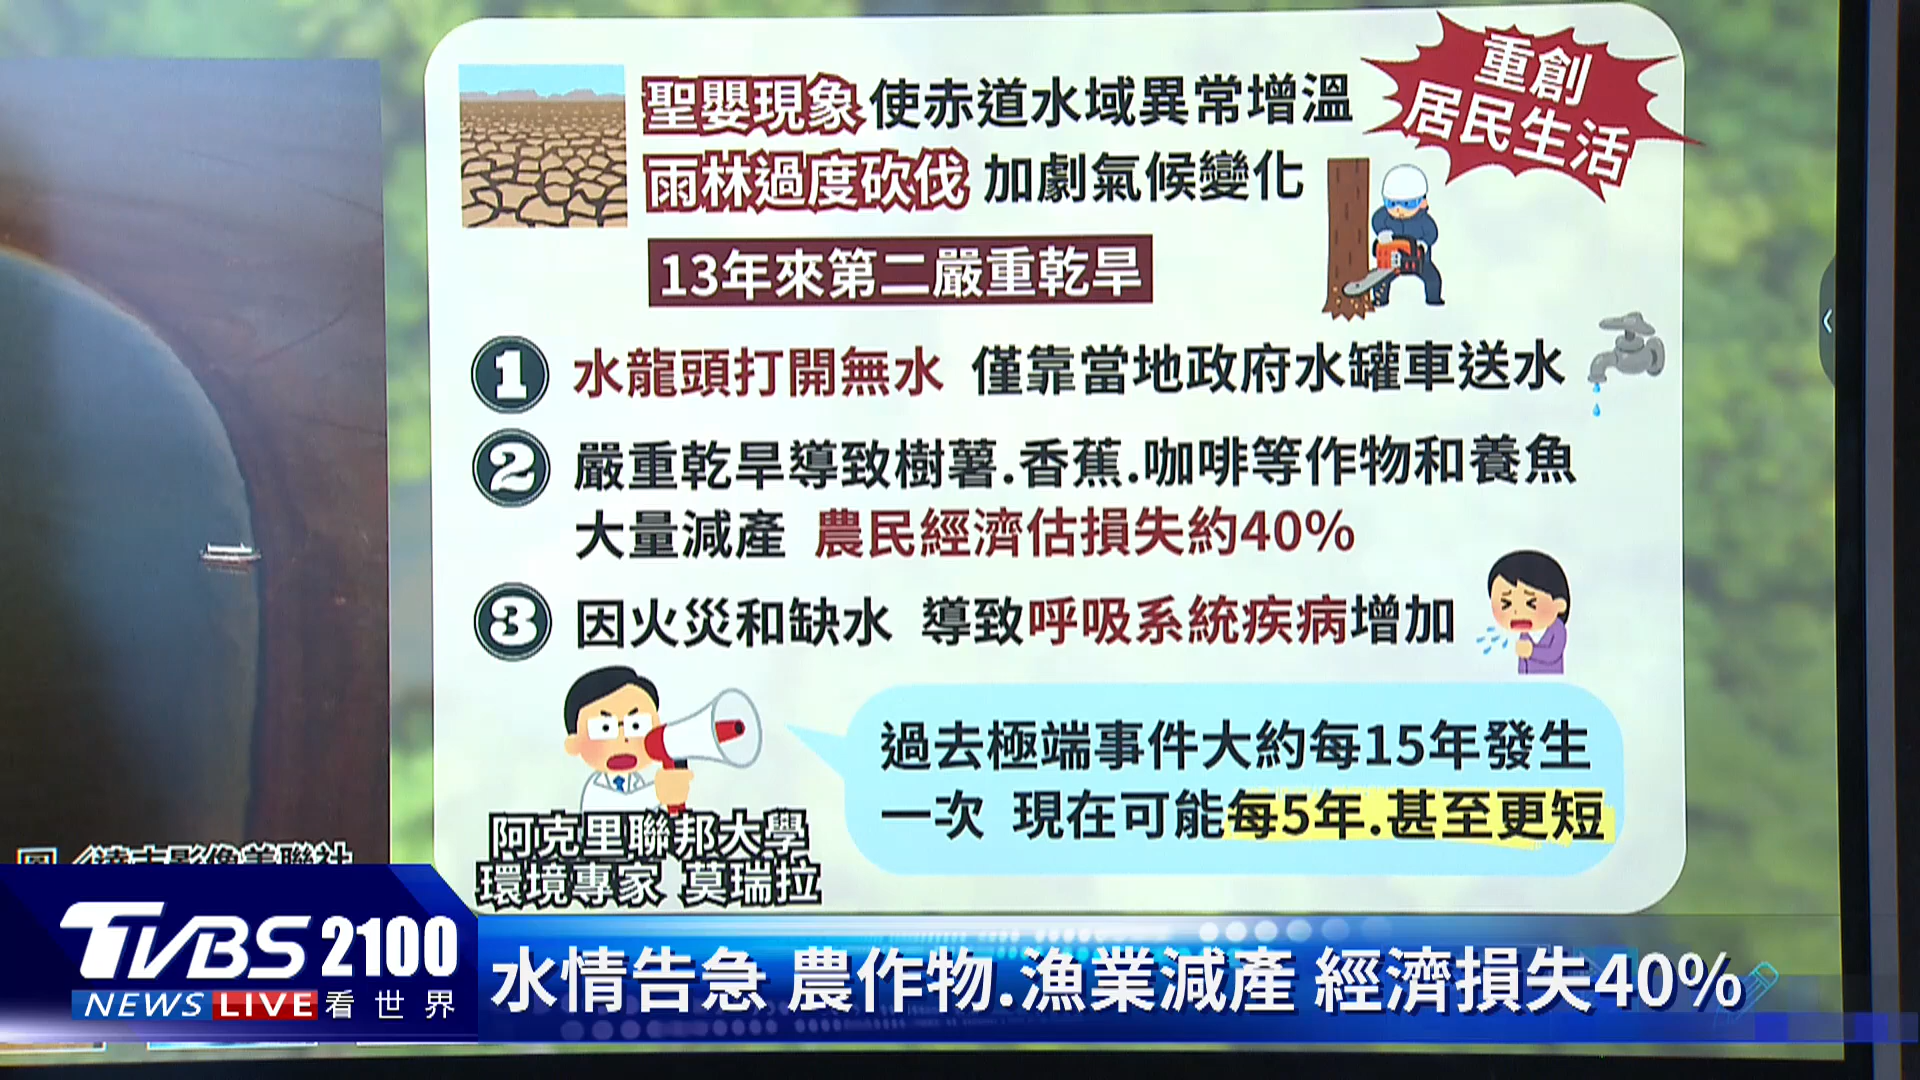 重創
居民生活
聖嬰現象 使赤道水域異常增溫
雨林過度砍伐 加劇氣候變化
13年來第二嚴重乾旱
1 水龍頭打開無水 僅靠當地政府水罐車送水
2 嚴重乾旱導致樹薯.香蕉.咖啡等作物和養魚
大量減產 農民經濟估損失約40%
3 因火災和缺水 導致呼吸系統疾病增加
過去極端事件大約每15年發生
一次 現在可能每5年.甚至更短
阿克里聯邦大學
環境專家 莫瑞拉
圖／達志影像美聯社
TVBS 2100
NEWS LIVE 看世界
水情告急 農作物.漁業減產 經濟損失40%